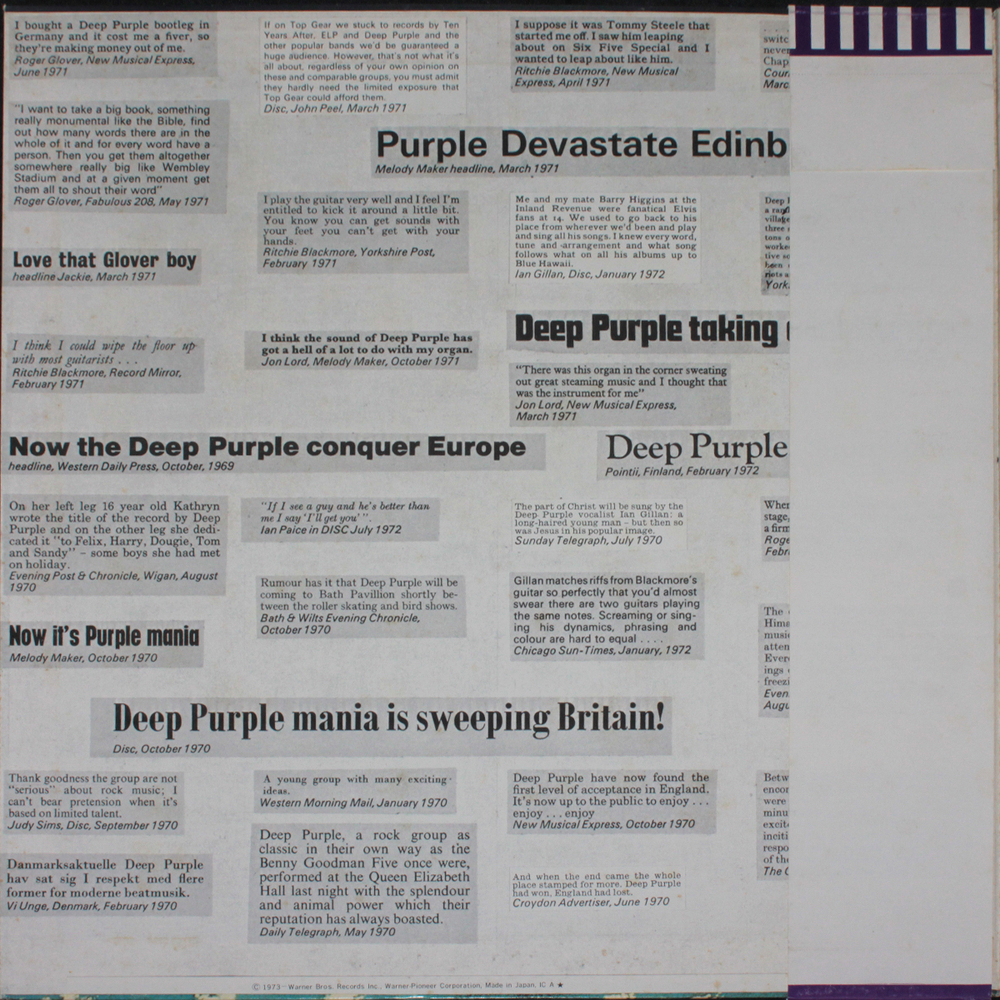 I bought a Deep Purple bootleg in
Germany and it cost me a fiver, so
they're making money out of me.
Roger Glover, New Musical Express,
June 1971
"I want to take a big book, something
really monumental like the Bible, find
out how many words there are in the
whole of it and for every word have a
person. Then you get them altogether
somewhere really big like Wembley
Stadium and at a given moment get
them all to shout their word"
Roger Glover, Fabulous 208, May 1971
Love that Glover boy
headline Jackie, March 1971
I think I could wipe the floor up
with most guitarists . . .
Ritchie Blackmore, Record Mirror,
February 1971
If on Top Gear we stuck to records by Ten
Years After, ELP and Deep Purple and the
other popular bands we'd be guaranteed a
huge audience. However, that's not what it's
all about, regardless of your own opinion on
these and comparable groups, you must admit
they hardly need the limited exposure that
Top Gear could afford them.
Disc, John Peel, March 1971
I suppose it was Tommy Steele that
started me off. I saw him leaping
about on Six Five Special and I
wanted to leap about like him.
Ritchie Blackmore, New Musical
Express, April 1971
switc
never
Chap
Cour
Marc
Purple Devastate Edinb
Melody Maker headline, March 1971
I play the guitar very well and I feel I'm
entitled to kick it around a little bit.
You know you can get sounds with
your feet you can't get with your
hands.
Ritchie Blackmore, Yorkshire Post,
February 1971
Me and my mate Barry Higgins at the
Inland Revenue were fanatical Elvis
fans at 14. We used to go back to his
place from wherever we'd been and play
and sing all his songs. I knew every word,
tune and arrangement and what song
follows what on all his albums up to
Blue Hawaii.
Ian Gillan, Disc, January 1972
Deep
village
three
tons
worke
York
I think the sound of Deep Purple has
got a hell of a lot to do with my organ.
Jon Lord, Melody Maker, October 1971
Deep Purple taking
"There was this organ in the corner sweating
out great steaming music and I thought that
was the instrument for me"
Jon Lord, New Musical Express,
March 1971
Now the Deep Purple conquer Europe
headline, Western Daily Press, October, 1969
Deep Purple
Pointii, Finland, February 1972
On her left leg 16 year old Kathryn
wrote the title of the record by Deep
Purple and on the other leg she dedi-
cated it "to Felix, Harry, Dougie, Tom
and Sandy" – some boys she had met
on holiday.
Evening Post & Chronicle, Wigan, August
1970
"If I see a guy and he's better than
me I say 'I'll get you' ".
Ian Paice in DISC July 1972
The part of Christ will be sung by the
Deep Purple vocalist Ian Gillan: a
long-haired young man – but then so
was Jesus in his popular image.
Sunday Telegraph, July 1970
When
stage,
a firm
Roge
Febr
Rumour has it that Deep Purple will be
coming to Bath Pavillion shortly be-
tween the roller skating and bird shows.
Bath & Wilts Evening Chronicle,
October 1970
Gillan matches riffs from Blackmore's
guitar so perfectly that you'd almost
swear there are two guitars playing
the same notes. Screaming or sing-
ing his dynamics, phrasing and
colour are hard to equal . . . .
Chicago Sun-Times, January, 1972
Now it's Purple mania
Melody Maker, October 1970
The
Hima
music
atten
Every
ings
freezi
Even
Augu
Deep Purple mania is sweeping Britain!
Disc, October 1970
Thank goodness the group are not
"serious" about rock music; I
can't bear pretension when it's
based on limited talent.
Judy Sims, Disc, September 1970
A young group with many exciting
ideas.
Western Morning Mail, January 1970
Deep Purple have now found the
first level of acceptance in England.
It's now up to the public to enjoy . . .
enjoy . . . enjoy
New Musical Express, October 1970
Betw
encor
were
minu
excit
inciti
respo
of the
The
Danmarksaktuelle Deep Purple
hav sat sig I respekt med flere
former for moderne beatmusik.
Vi Unge, Denmark, February 1970
Deep Purple, a rock group as
classic in their own way as the
Benny Goodman Five once were,
performed at the Queen Elizabeth
Hall last night with the splendour
and animal power which their
reputation has always boasted.
Daily Telegraph, May 1970
And when the end came the whole
place stamped for more. Deep Purple
had won, England had lost.
Croydon Advertiser, June 1970
© 1973 – Warner Bros. Records Inc., Warner-Pioneer Corporation, Made in Japan, IC A ★